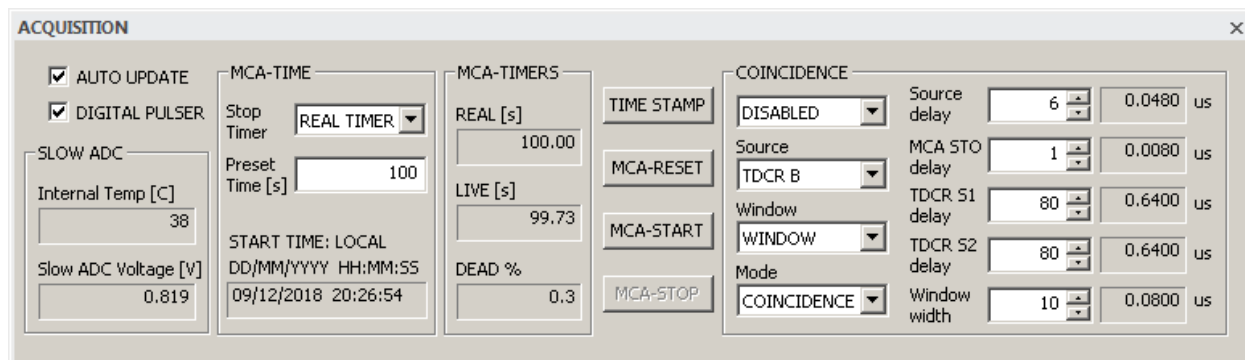 ACQUISITION
AUTO UPDATE
DIGITAL PULSER
SLOW ADC
Internal Temp [C]
38
Slow ADC Voltage [V]
0.819
MCA-TIME
Stop
Timer
REAL TIMER
Preset
Time [s]
100
START TIME: LOCAL
DD/MM/YYYY HH:MM:SS
09/12/2018 20:26:54
MCA-TIMERS
REAL [s]
100.00
LIVE [s]
99.73
DEAD %
0.3
TIME STAMP
MCA-RESET
MCA-START
MCA-STOP
COINCIDENCE
DISABLED
Source
TDCR B
Window
WINDOW
Mode
COINCIDENCE
Source
delay
6 0.0480 us
MCA STO
delay
1 0.0080 us
TDCR S1
delay
80 0.6400 us
TDCR S2
delay
80 0.6400 us
Window
width
10 0.0800 us